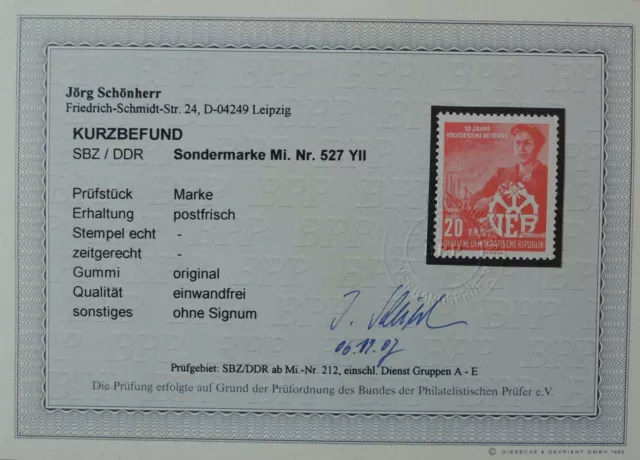 Jörg Schönherr
Friedrich-Schmidt-Str. 24, D-04249 Leipzig
KURZBEFUND
SBZ / DDR Sondermarke Mi. Nr. 527 YII
Prüfstück Marke
Erhaltung postfrisch
Stempel echt -
zeitgerecht -
Gummi original
Qualität einwandfrei
sonstiges ohne Signum
10 JAHRE
VOLKSEIGENE BETRIEBE
20
VEB
DEUTSCHE DEMOKRATISCHE REPUBLIK
06.11.07
Prüfgebiet: SBZ/DDR ab Mi.-Nr. 212, einschl. Dienst Gruppen A - E
Die Prüfung erfolgte auf Grund der Prüfordnung des Bundes der Philatelistischen Prüfer e.V.
© GIESECKE & DEVRIENT GMBH 1990
BPP